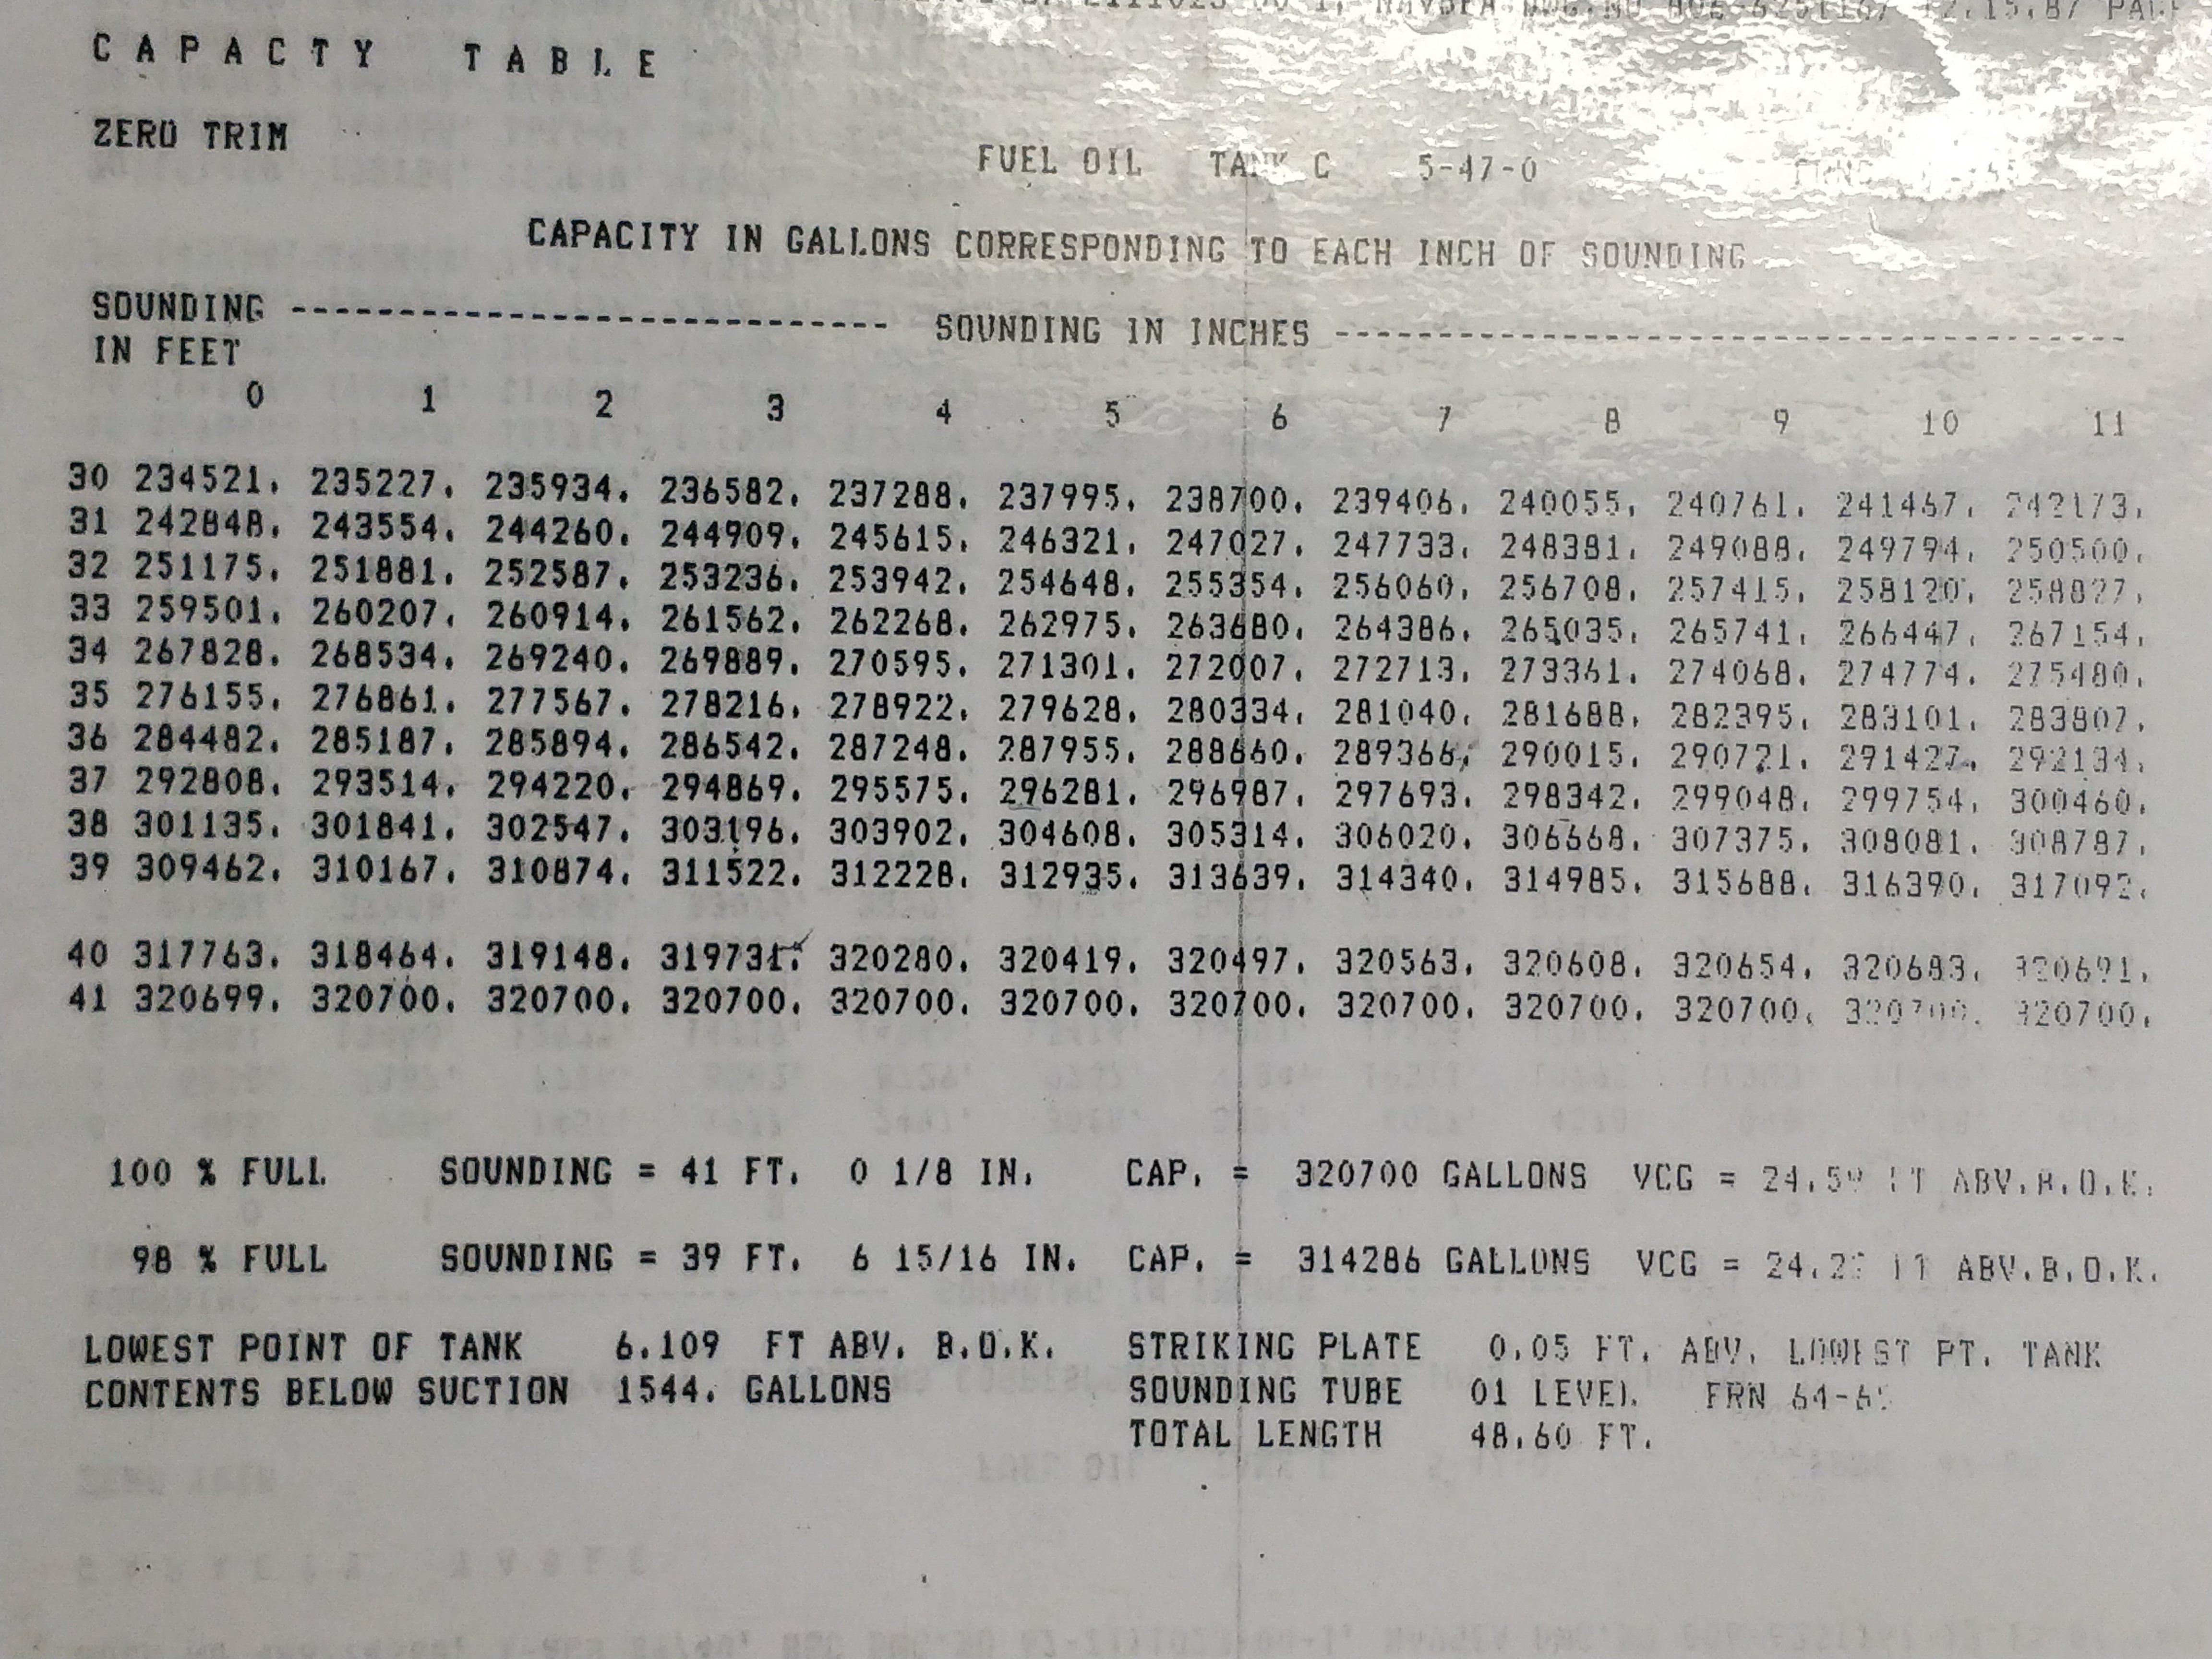 C A P A C T Y   T A B L E
ZERO TRIM   FUEL OIL TANK C 5-47-0
CAPACITY IN GALLONS CORRESPONDING TO EACH INCH OF SOUNDING
SOUNDING ---------------------------------- SOUNDING IN INCHES ----------------------------------
IN FEET
0 1 2 3 4 5 6 7 8 9 10 11
30 234521. 235227. 235934. 236582. 237288. 237995. 238700. 239406. 240055. 240761. 241467. 242173.
31 242848. 243554. 244260. 244909. 245615. 246321. 247027. 247733. 248381. 249088. 249794. 250500.
32 251175. 251881. 252587. 253236. 253942. 254648. 255354. 256060. 256708. 257415. 258120. 258827.
33 259501. 260207. 260914. 261562. 262268. 262975. 263680. 264386. 265035. 265741. 266447. 267154.
34 267828. 268534. 269240. 269889. 270595. 271301. 272007. 272713. 273361. 274068. 274774. 275480.
35 276155. 276861. 277567. 278216. 278922. 279628. 280334. 281040. 281688. 282395. 283101. 283807.
36 284482. 285187. 285894. 286542. 287248. 287955. 288660. 289366. 290015. 290721. 291427. 292134.
37 292808. 293514. 294220. 294869. 295575. 296281. 296987. 297693. 298342. 299048. 299754. 300460.
38 301135. 301841. 302547. 303196. 303902. 304608. 305314. 306020. 306668. 307375. 308081. 308787.
39 309462. 310167. 310874. 311522. 312228. 312935. 313639. 314340. 314985. 315688. 316390. 317092.
40 317763. 318464. 319148. 319731. 320280. 320419. 320497. 320563. 320608. 320654. 320683. 320691.
41 320699. 320700. 320700. 320700. 320700. 320700. 320700. 320700. 320700. 320700. 320700. 320700.
100 % FULL SOUNDING = 41 FT. 0 1/8 IN. CAP. = 320700 GALLONS VCG = FT ABV.B.O.K.
98 % FULL SOUNDING = 39 FT. 6 15/16 IN. CAP. = 314286 GALLONS VCG = FT ABV.B.O.K.
LOWEST POINT OF TANK 6.109 FT ABV. B.O.K. STRIKING PLATE 0.05 FT. ABV. LOWEST PT. TANK
CONTENTS BELOW SUCTION 1544. GALLONS SOUNDING TUBE 01 LEVEL
TOTAL LENGTH 48.60 FT.